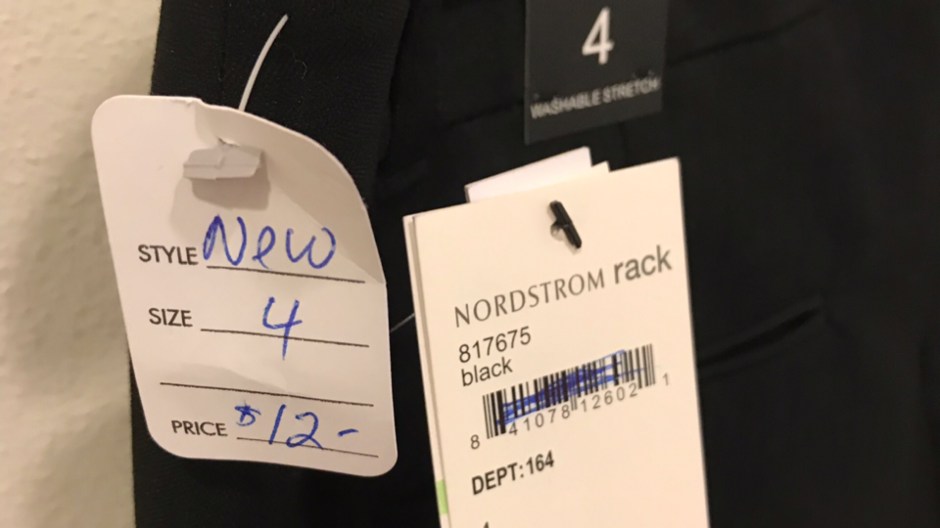 4
WASHABLE STRETCH
STYLE New
SIZE 4
PRICE $12-
NORDSTROM rack
817675
black
8 41078 12602 1
DEPT:164